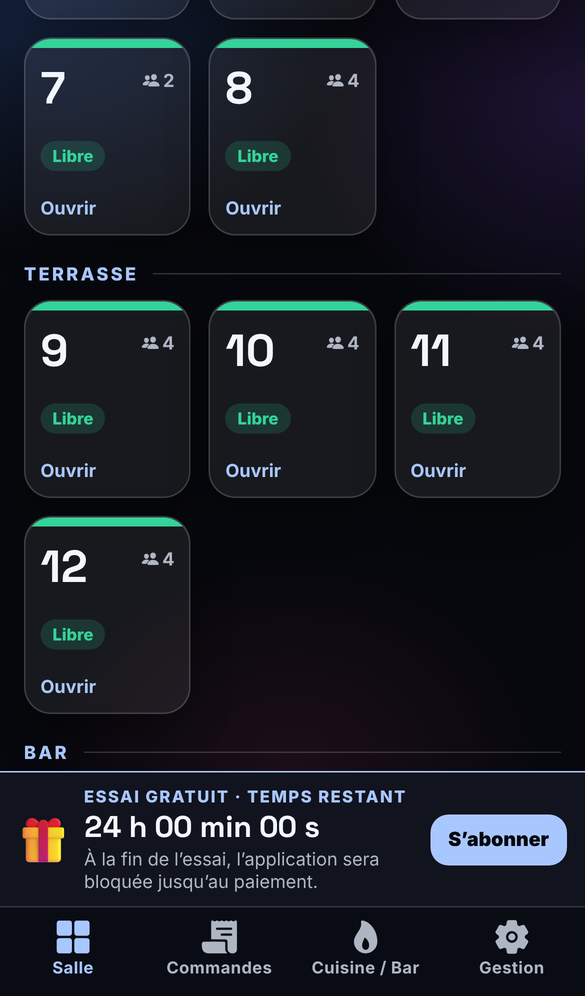 7 2
8 4
Libre
Libre
Ouvrir
Ouvrir
TERRASSE
9 4
10 4
11 4
Libre
Libre
Libre
Ouvrir
Ouvrir
Ouvrir
12 4
Libre
Ouvrir
BAR
ESSAI GRATUIT · TEMPS RESTANT
24 h 00 min 00 s
À la fin de l’essai, l’application sera
bloquée jusqu’au paiement.
S’abonner
Salle
Commandes
Cuisine / Bar
Gestion